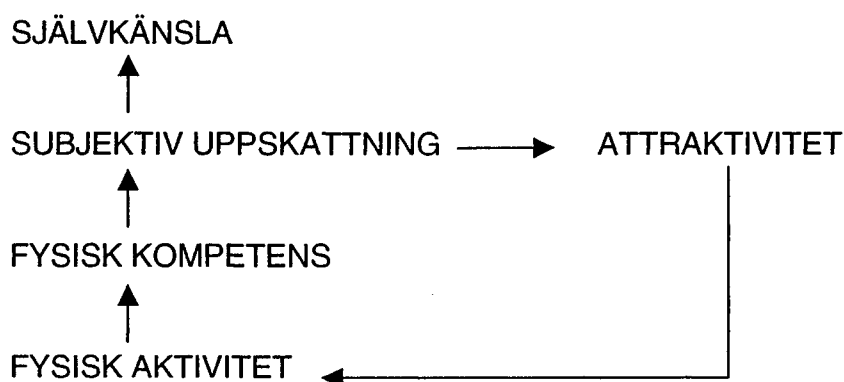 SJÄLVKÄNSLA
SUBJEKTIV UPPSKATTNING
ATTRAKTIVITET
FYSISK KOMPETENS
FYSISK AKTIVITET